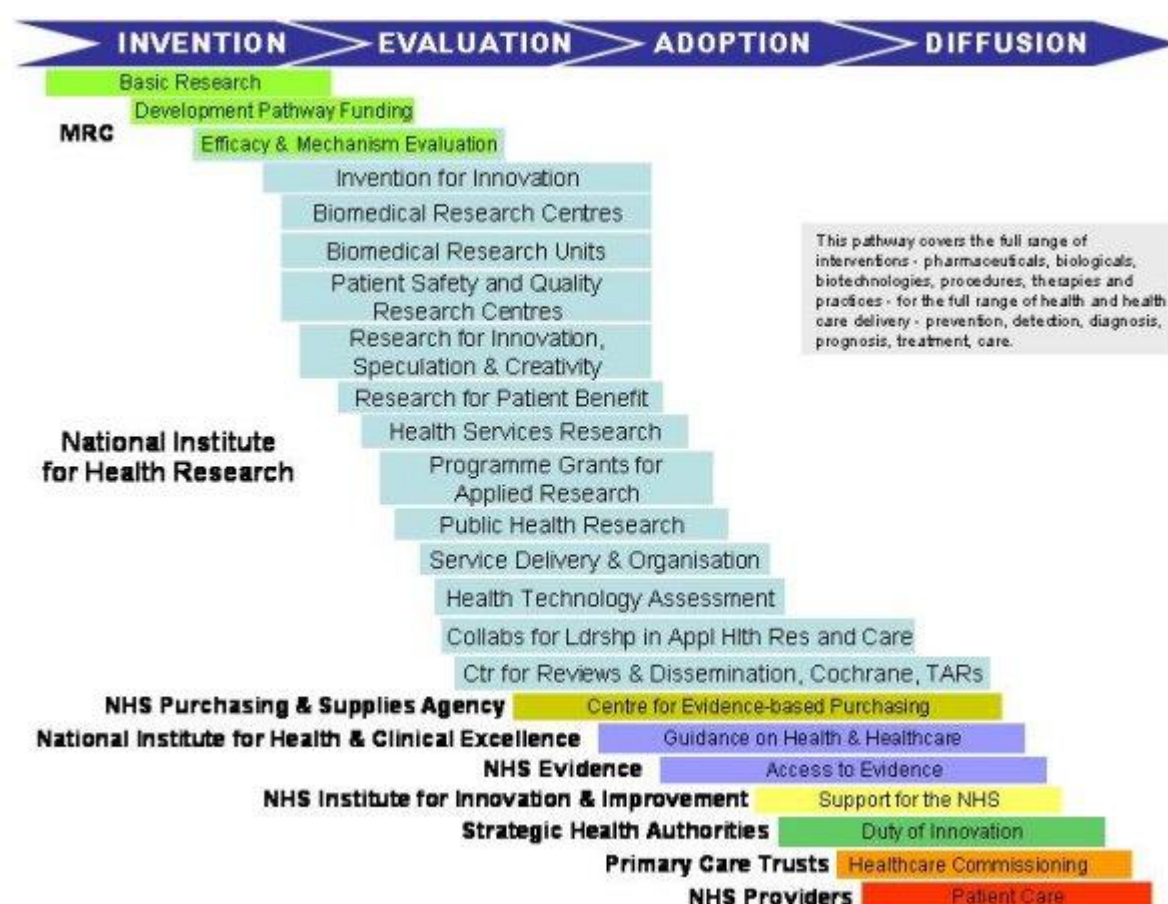 INVENTION EVALUATION ADOPTION DIFFUSION
Basic Research
Development Pathway Funding
MRC
Efficacy & Mechanism Evaluation
Invention for Innovation
Biomedical Research Centres
Biomedical Research Units
Patient Safety and Quality
Research Centres
Research for Innovation,
Speculation & Creativity
Research for Patient Benefit
This pathway covers the full range of
interventions - pharmaceuticals, biologicals,
biotechnologies, procedures, therapies and
practices - for the full range of health and health
care delivery - prevention, detection, diagnosis,
prognosis, treatment, care.
National Institute
for Health Research
Health Services Research
Programme Grants for
Applied Research
Public Health Research
Service Delivery & Organisation
Health Technology Assessment
Collabs for Ldrshp in Appl Hlth Res and Care
Ctr for Reviews & Dissemination, Cochrane, TARs
NHS Purchasing & Supplies Agency Centre for Evidence-based Purchasing
National Institute for Health & Clinical Excellence Guidance on Health & Healthcare
NHS Evidence Access to Evidence
NHS Institute for Innovation & Improvement Support for the NHS
Strategic Health Authorities Duty of Innovation
Primary Care Trusts Healthcare Commissioning
NHS Providers Patient Care